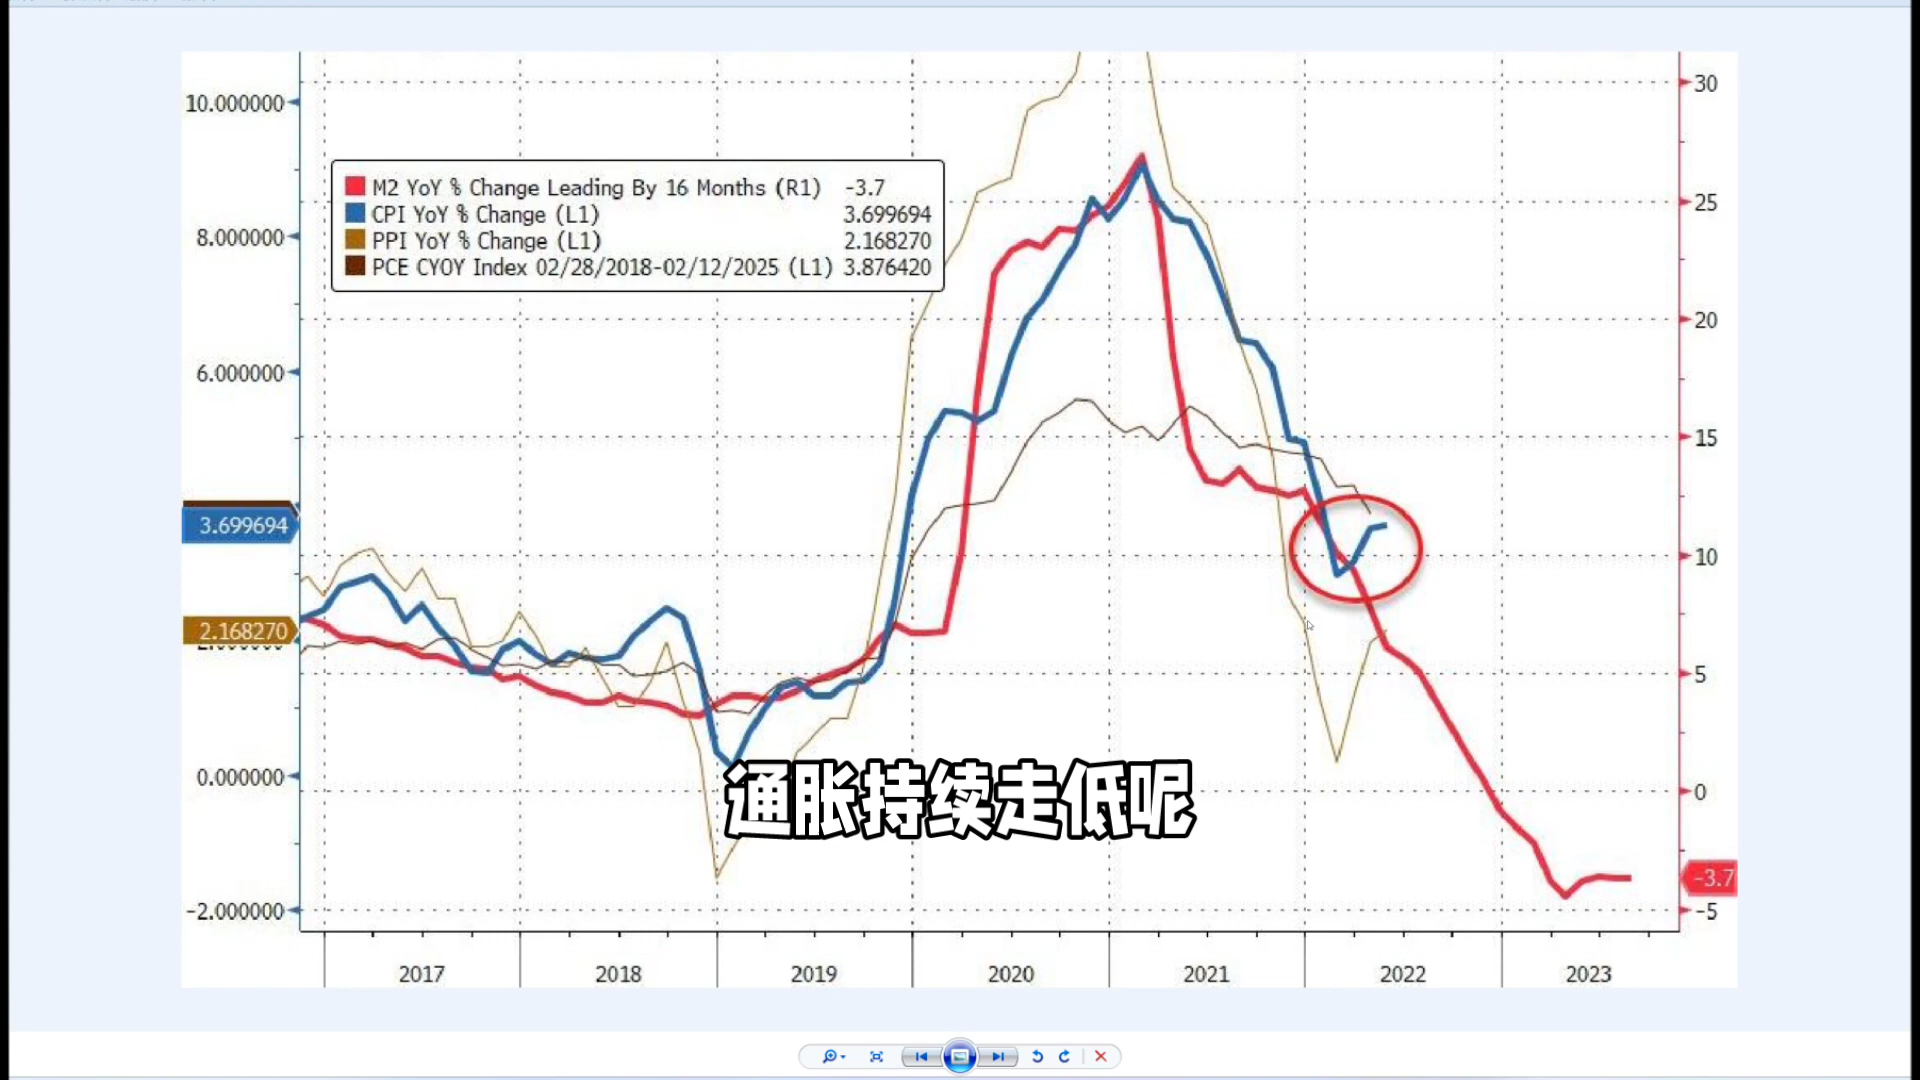 10.000000
8.000000
6.000000
3.699694
2.168270
0.000000
-2.000000
M2 YoY % Change Leading By 16 Months (R1) -3.7
CPI YoY % Change (L1) 3.699694
PPI YoY % Change (L1) 2.168270
PCE CYOY Index 02/28/2018-02/12/2025 (L1) 3.876420
30
25
20
15
10
5
0
-3.7
-5
通胀持续走低呢
2017 2018 2019 2020 2021 2022 2023